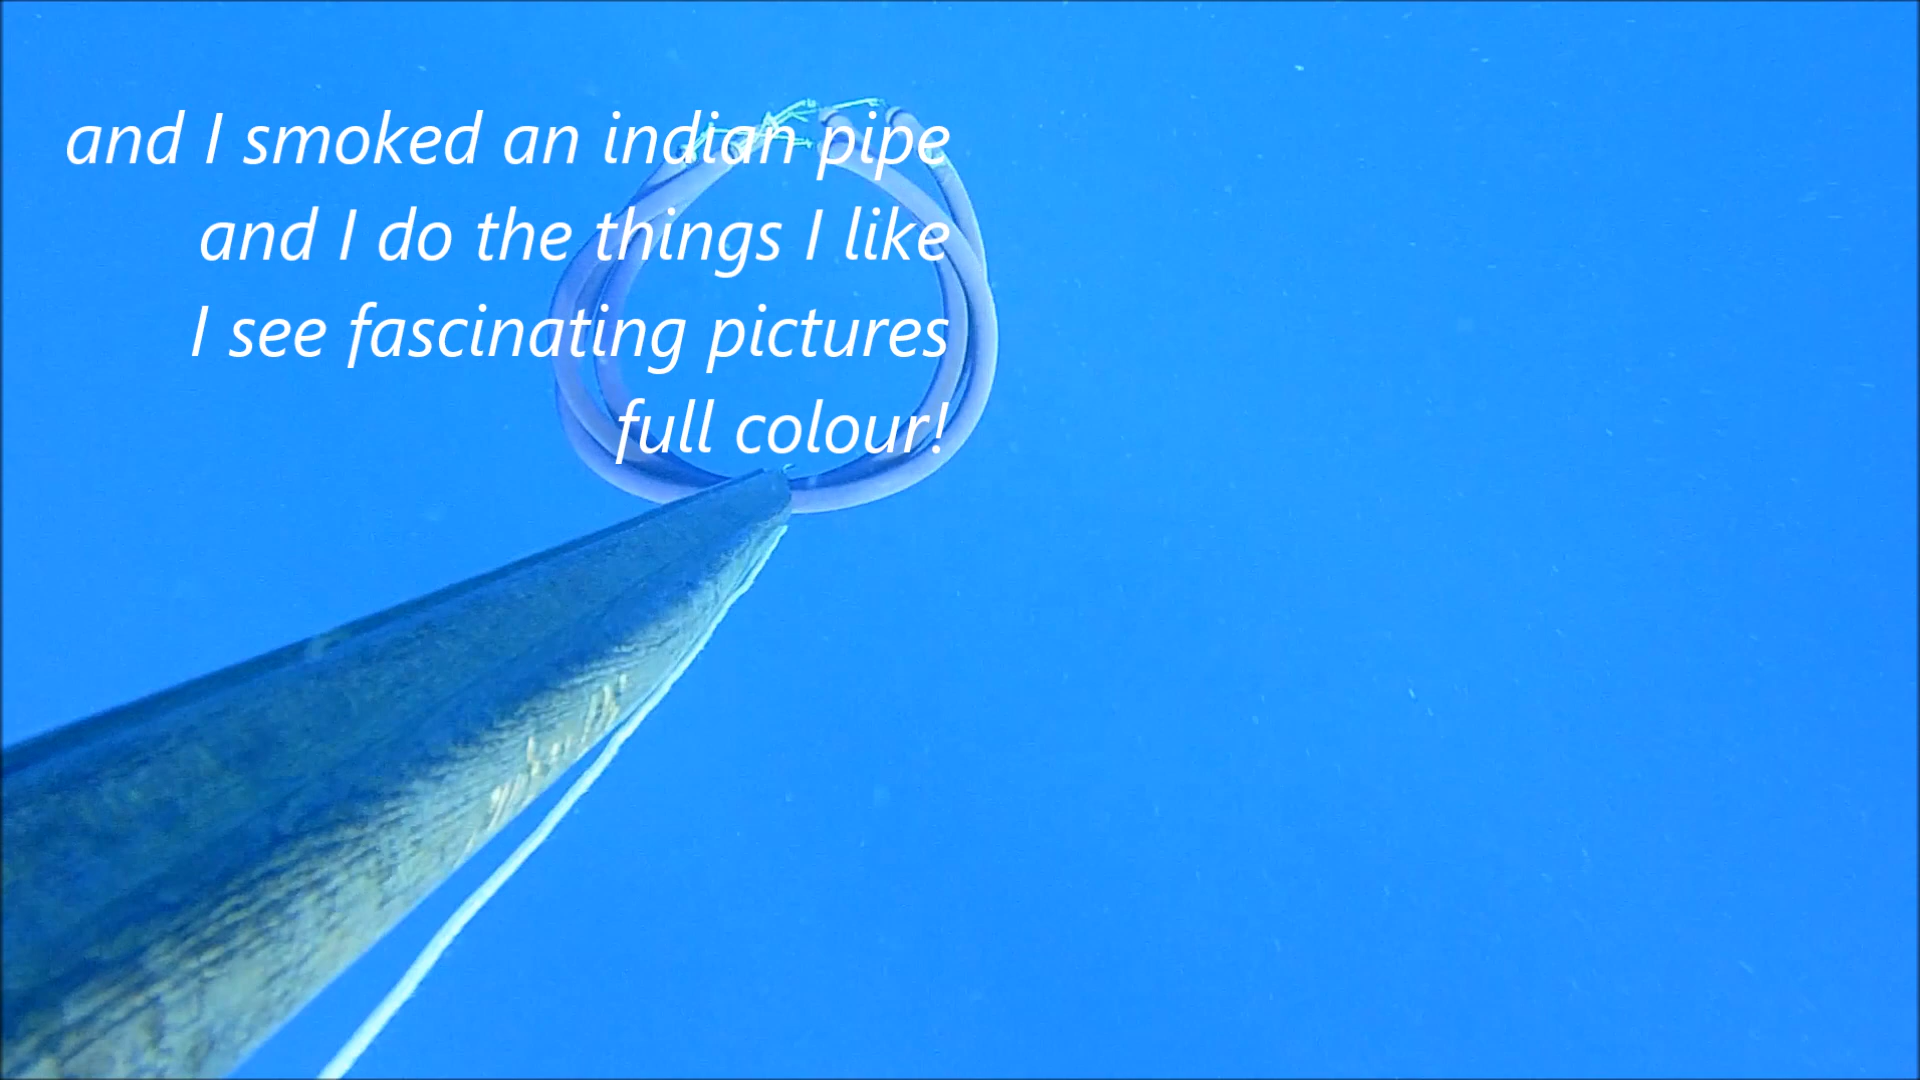 and I smoked an indian pipe
and I do the things I like
I see fascinating pictures
full colour!